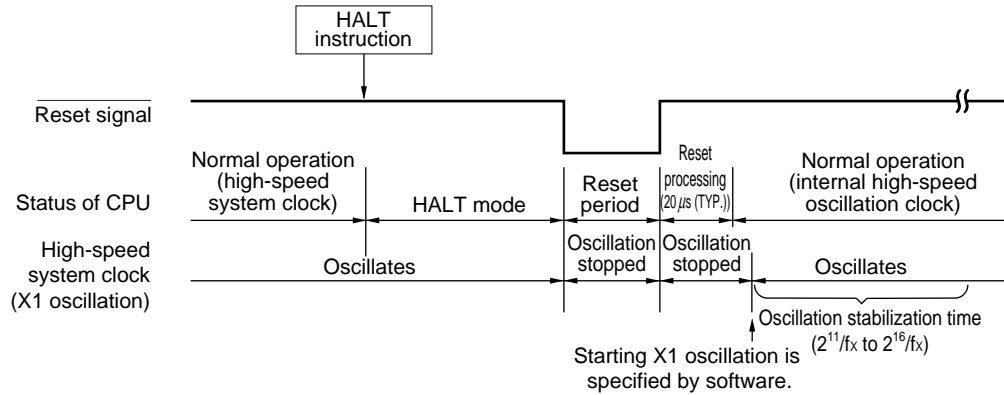 HALT
instruction
Reset signal
Status of CPU
Normal operation
(high-speed
system clock)
HALT mode
Reset
period
Reset
processing
(20 μs (TYP.))
Normal operation
(internal high-speed
oscillation clock)
High-speed
system clock
(X1 oscillation)
Oscillates
Oscillation
stopped
Oscillation
stopped
Oscillates
Oscillation stabilization time
(2¹¹/fx to 2¹⁶/fx)
Starting X1 oscillation is
specified by software.